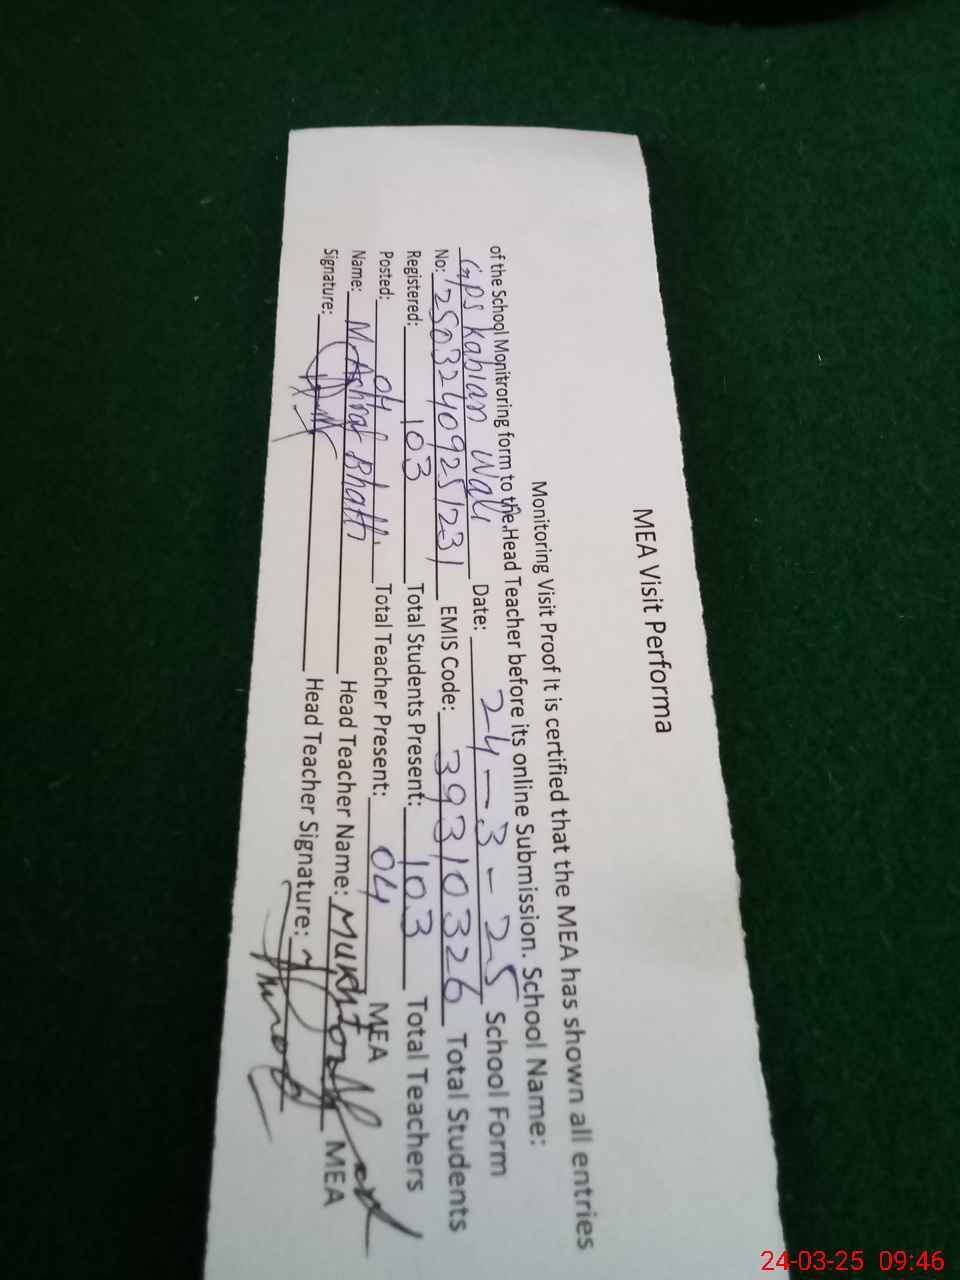 MEA Visit Performa
Monitoring Visit Proof It is certified that the MEA has shown all entries
of the School Monitroring form to the Head Teacher before its online Submission. School Name:
GPS Kabian Wali Date: 24-3-25 School Form
No: 25032409251231 EMIS Code: 39310326 Total Students
Registered: 103 Total Students Present: 103 Total Teachers
Posted: 04 Total Teacher Present: 04 MEA
Name: M. Ashraf Bhatti Head Teacher Name: Mukhtar Ahmad MEA
Signature: Head Teacher Signature:
24-03-25 09:46